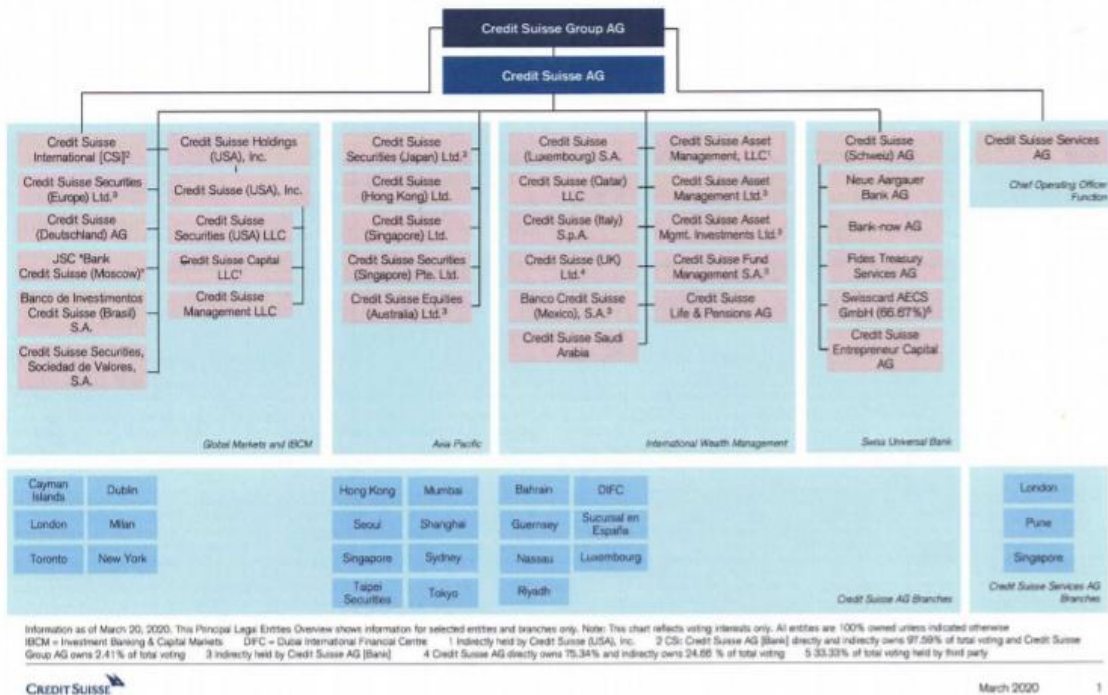 Credit Suisse Group AG
Credit Suisse AG
Credit Suisse
International [CSI]2
Credit Suisse Securities
(Europe) Ltd.3
Credit Suisse
(Deutschland) AG
JSC "Bank
Credit Suisse (Moscow)"
Banco de Investimentos
Credit Suisse (Brasil)
S.A.
Credit Suisse Securities,
Sociedad de Valores,
S.A.
Credit Suisse Holdings
(USA), Inc.
Credit Suisse (USA), Inc.
Credit Suisse
Securities (USA) LLC
Credit Suisse Capital
LLC1
Credit Suisse
Management LLC
Global Markets and IBCM
Credit Suisse
Securities (Japan) Ltd.3
Credit Suisse
(Hong Kong) Ltd.
Credit Suisse
(Singapore) Ltd.
Credit Suisse Securities
(Singapore) Pte. Ltd.
Credit Suisse Equities
(Australia) Ltd.3
Asia Pacific
Credit Suisse
(Luxembourg) S.A.
Credit Suisse (Qatar)
LLC
Credit Suisse (Italy)
S.p.A.
Credit Suisse (UK)
Ltd.4
Banco Credit Suisse
(Mexico), S.A.3
Credit Suisse Saudi
Arabia
Credit Suisse Asset
Management, LLC1
Credit Suisse Asset
Management Ltd.3
Credit Suisse Asset
Mgmt. Investments Ltd.3
Credit Suisse Fund
Management S.A.3
Credit Suisse
Life & Pensions AG
International Wealth Management
Credit Suisse
(Schweiz) AG
Neue Aargauer
Bank AG
Bank-now AG
Fides Treasury
Services AG
Swisscard AECS
GmbH (66.67%)5
Credit Suisse
Entrepreneur Capital
AG
Swiss Universal Bank
Credit Suisse Services
AG
Chief Operating Officer
Function
Cayman
Islands
Dublin
London
Milan
Toronto
New York
Hong Kong
Mumbai
Seoul
Shanghai
Singapore
Sydney
Taipei
Securities
Tokyo
Bahrain
DIFC
Guernsey
Sucursal en
España
Nassau
Luxembourg
Riyadh
Credit Suisse AG Branches
London
Pune
Singapore
Credit Suisse Services AG
Branches
Information as of March 20, 2020. This Principal Legal Entities Overview shows information for selected entities and branches only. Note: This chart reflects voting interests only. All entities are 100% owned unless indicated otherwise
IBCM = Investment Banking & Capital Markets DIFC = Dubai International Financial Centre 1 Indirectly held by Credit Suisse (USA), Inc. 2 CSI: Credit Suisse AG [Bank] directly and indirectly owns 97.59% of total voting and Credit Suisse
Group AG owns 2.41% of total voting 3 Indirectly held by Credit Suisse AG [Bank] 4 Credit Suisse AG directly owns 75.34% and indirectly owns 24.66 % of total voting 5 33.33% of total voting held by third party
CREDIT SUISSE
March 2020 1